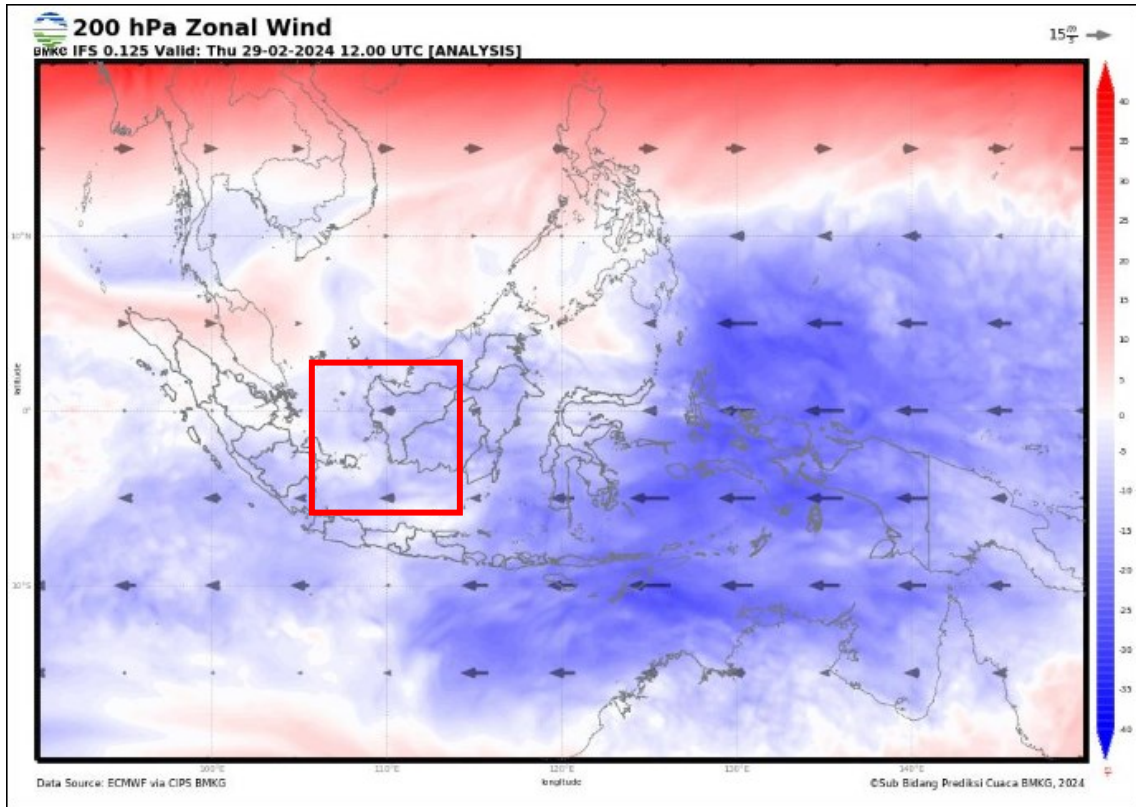 200 hPa Zonal Wind
BMKG IFS 0.125 Valid: Thu 29-02-2024 12.00 UTC [ANALYSIS]
15 m/s
40
35
30
25
20
15
10
5
0
-5
-10
-15
-20
-25
-30
-35
-40
latitude
10°N
0°
10°S
100°E
110°E
120°E
130°E
140°E
longitude
Data Source: ECMWF via CIPS BMKG
©Sub Bidang Prediksi Cuaca BMKG, 2024